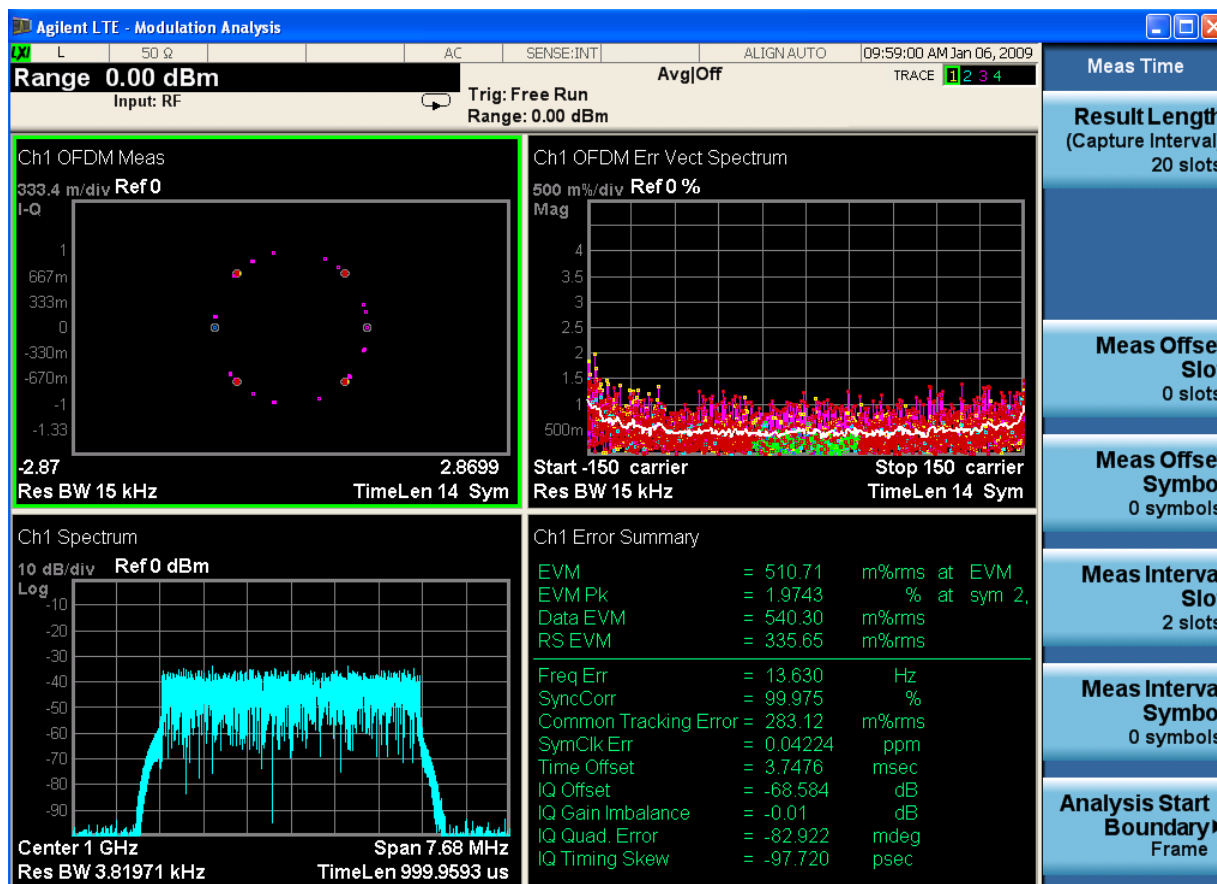 Agilent LTE - Modulation Analysis
LXI L 50 Ω AC SENSE:INT ALIGN AUTO 09:59:00 AM Jan 06, 2009
Range 0.00 dBm
Input: RF
Trig: Free Run
Range: 0.00 dBm
Avg|Off
TRACE 1 2 3 4
Ch1 OFDM Meas
333.4 m/div Ref 0
I-Q
1
667m
333m
0
-330m
-670m
-1
-1.33
-2.87 2.8699
Res BW 15 kHz TimeLen 14 Sym
Ch1 OFDM Err Vect Spectrum
500 m%/div Ref 0 %
Mag
4
3.5
3
2.5
2
1.5
1
500m
Start -150 carrier Stop 150 carrier
Res BW 15 kHz TimeLen 14 Sym
Ch1 Spectrum
10 dB/div Ref 0 dBm
Log
-10
-20
-30
-40
-50
-60
-70
-80
-90
Center 1 GHz Span 7.68 MHz
Res BW 3.81971 kHz TimeLen 999.9593 us
Ch1 Error Summary
EVM = 510.71 m%rms at EVM
EVM Pk = 1.9743 % at sym 2,
Data EVM = 540.30 m%rms
RS EVM = 335.65 m%rms
Freq Err = 13.630 Hz
SyncCorr = 99.975 %
Common Tracking Error = 283.12 m%rms
SymClk Err = 0.04224 ppm
Time Offset = 3.7476 msec
IQ Offset = -68.584 dB
IQ Gain Imbalance = -0.01 dB
IQ Quad. Error = -82.922 mdeg
IQ Timing Skew = -97.720 psec
Meas Time
Result Length
(Capture Interval
20 slots
Meas Offse
Slo
0 slots
Meas Offse
Symbo
0 symbols
Meas Interva
Slo
2 slots
Meas Interva
Symbo
0 symbols
Analysis Start
Boundary
Frame